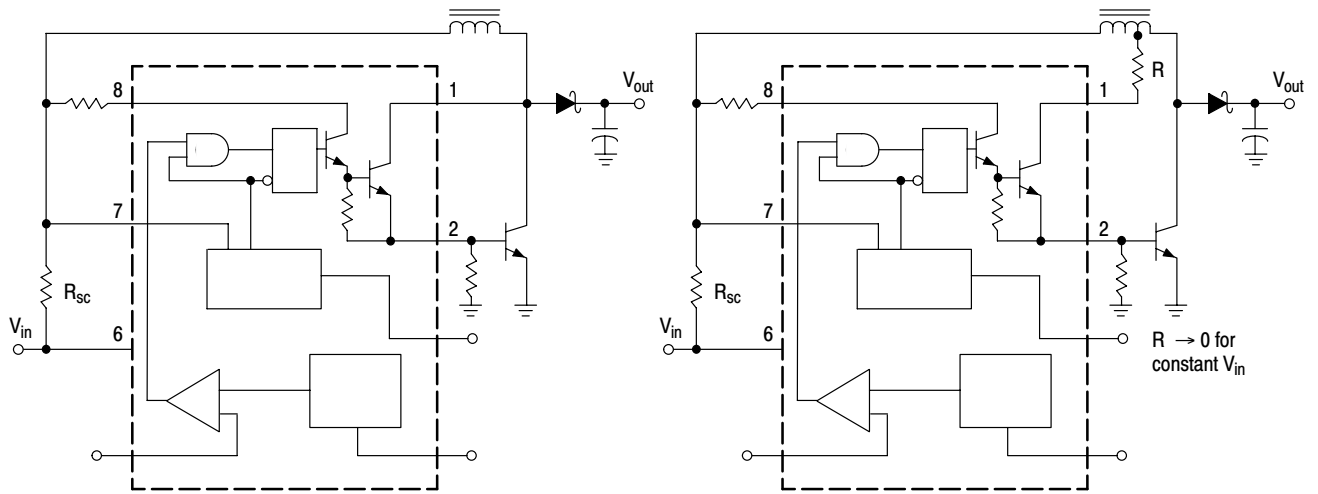 8
1
V_out
7
2
R_sc
V_in
6
R
8
1
V_out
7
2
R_sc
V_in
6
R → 0 for
constant V_in